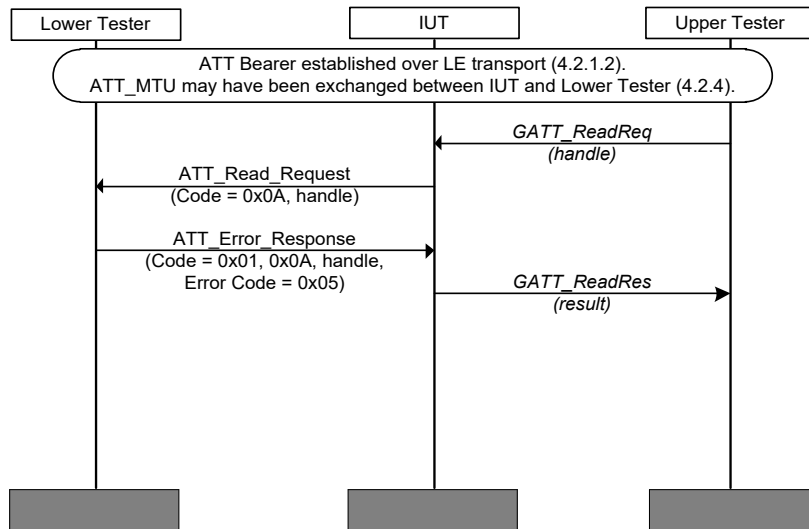 Lower Tester
IUT
Upper Tester
ATT Bearer established over LE transport (4.2.1.2).
ATT_MTU may have been exchanged between IUT and Lower Tester (4.2.4).
GATT_ReadReq
(handle)
ATT_Read_Request
(Code = 0x0A, handle)
ATT_Error_Response
(Code = 0x01, 0x0A, handle,
Error Code = 0x05)
GATT_ReadRes
(result)